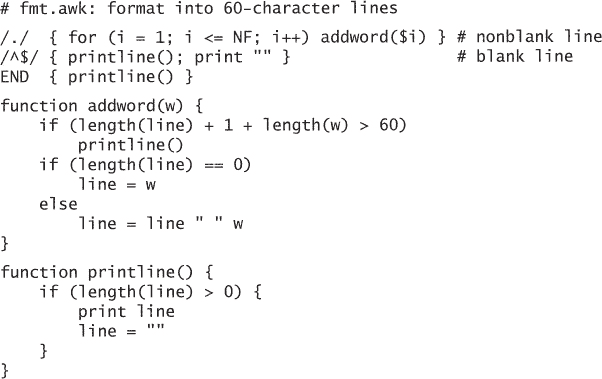 # fmt.awk: format into 60-character lines
/./  { for (i = 1; i <= NF; i++) addword($i) } # nonblank line
/^$/ { printline(); print "" }                 # blank line
END  { printline() }
function addword(w) {
    if (length(line) + 1 + length(w) > 60)
        printline()
    if (length(line) == 0)
        line = w
    else
        line = line " " w
}
function printline() {
    if (length(line) > 0) {
        print line
        line = ""
    }
}